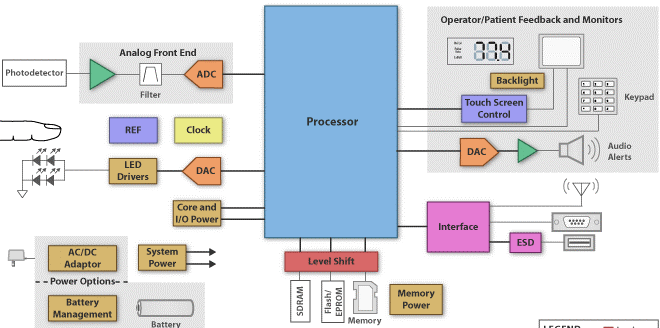 Analog Front End
Photodetector
Filter
ADC
Processor
Operator/Patient Feedback and Monitors
Backlight
Touch Screen
Control
Keypad
DAC
Audio
Alerts
REF
Clock
LED
Drivers
DAC
Core and
I/O Power
Interface
ESD
AC/DC
Adaptor
System
Power
Power Options
Battery
Management
Battery
Level Shift
SDRAM
Flash/
EPROM
Memory
Memory
Power
LEGEND